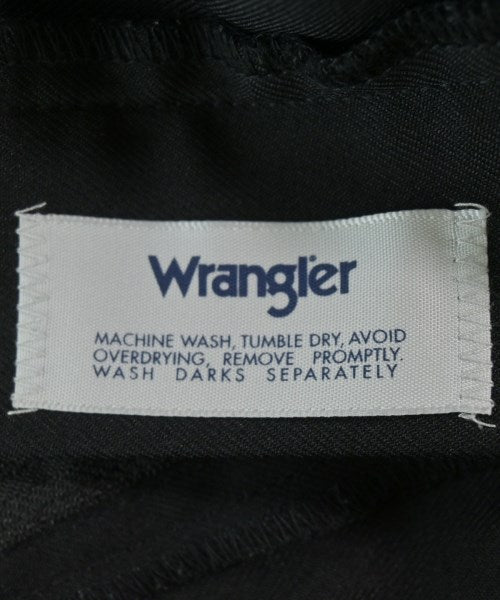 Wrangler
MACHINE WASH, TUMBLE DRY, AVOID
OVERDRYING, REMOVE PROMPTLY.
WASH DARKS SEPARATELY